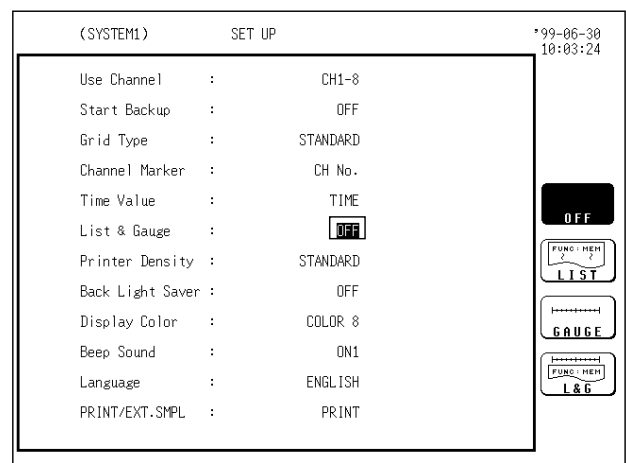 (SYSTEM1) SET UP '99-06-30
10:03:24
Use Channel : CH1-8
Start Backup : OFF
Grid Type : STANDARD
Channel Marker : CH No.
Time Value : TIME
List & Gauge : OFF
Printer Density : STANDARD
Back Light Saver : OFF
Display Color : COLOR 8
Beep Sound : ON1
Language : ENGLISH
PRINT/EXT.SMPL : PRINT
OFF
FUNC:MEM
LIST
GAUGE
FUNC:MEM
L&G